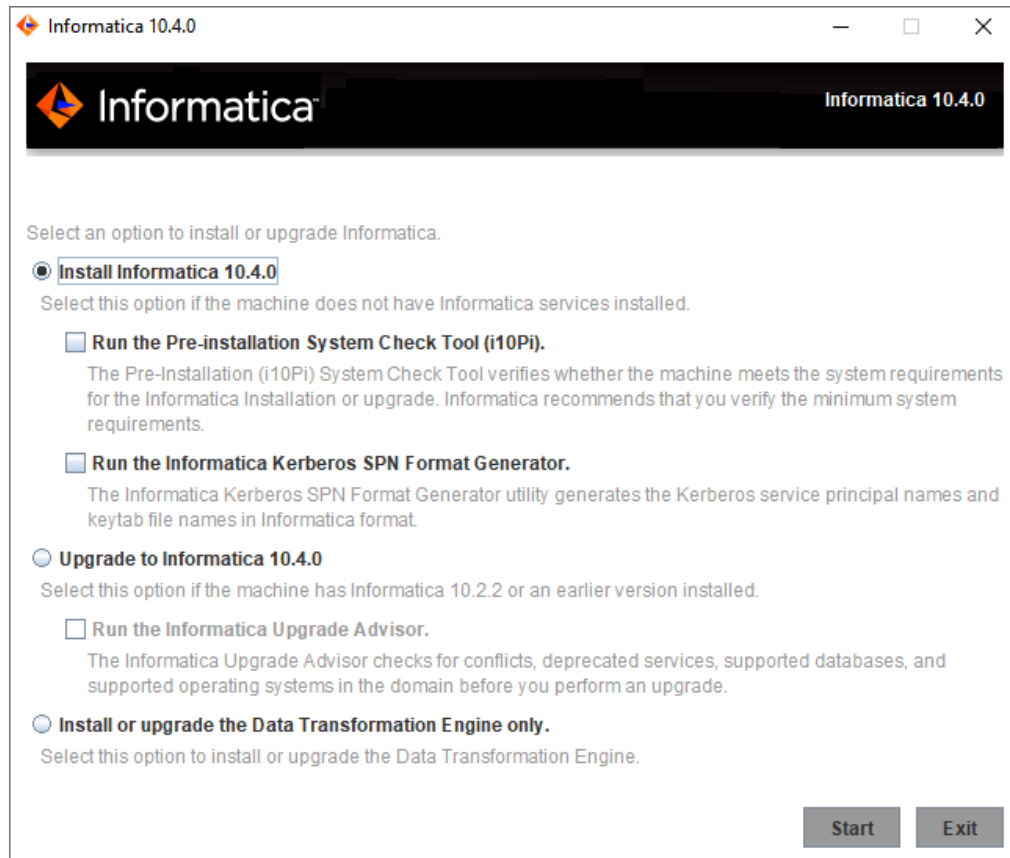 Informatica 10.4.0
Informatica
Informatica 10.4.0
Select an option to install or upgrade Informatica.
Install Informatica 10.4.0
Select this option if the machine does not have Informatica services installed.
Run the Pre-installation System Check Tool (i10Pi).
The Pre-Installation (i10Pi) System Check Tool verifies whether the machine meets the system requirements
for the Informatica Installation or upgrade. Informatica recommends that you verify the minimum system
requirements.
Run the Informatica Kerberos SPN Format Generator.
The Informatica Kerberos SPN Format Generator utility generates the Kerberos service principal names and
keytab file names in Informatica format.
Upgrade to Informatica 10.4.0
Select this option if the machine has Informatica 10.2.2 or an earlier version installed.
Run the Informatica Upgrade Advisor.
The Informatica Upgrade Advisor checks for conflicts, deprecated services, supported databases, and
supported operating systems in the domain before you perform an upgrade.
Install or upgrade the Data Transformation Engine only.
Select this option to install or upgrade the Data Transformation Engine.
Start Exit